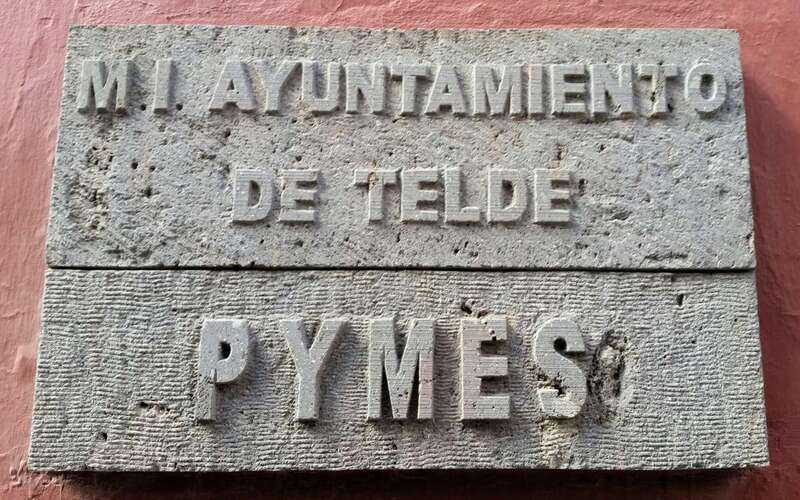 M.I. AYUNTAMIENTO
DE TELDE
PYMES